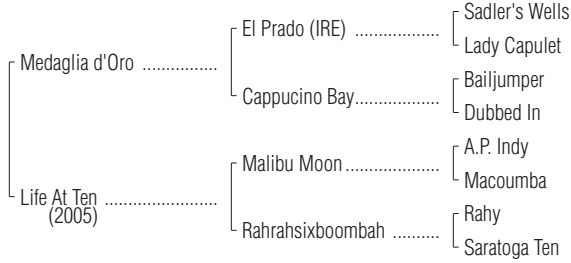 Sadler's Wells
El Prado (IRE) ..................
Lady Capulet
Medaglia d'Oro ................
Bailjumper
Cappucino Bay..................
Dubbed In
A.P. Indy
Malibu Moon....................
Macoumba
Life At Ten ........................
(2005)
Rahy
Rahrahsixboombah ..........
Saratoga Ten